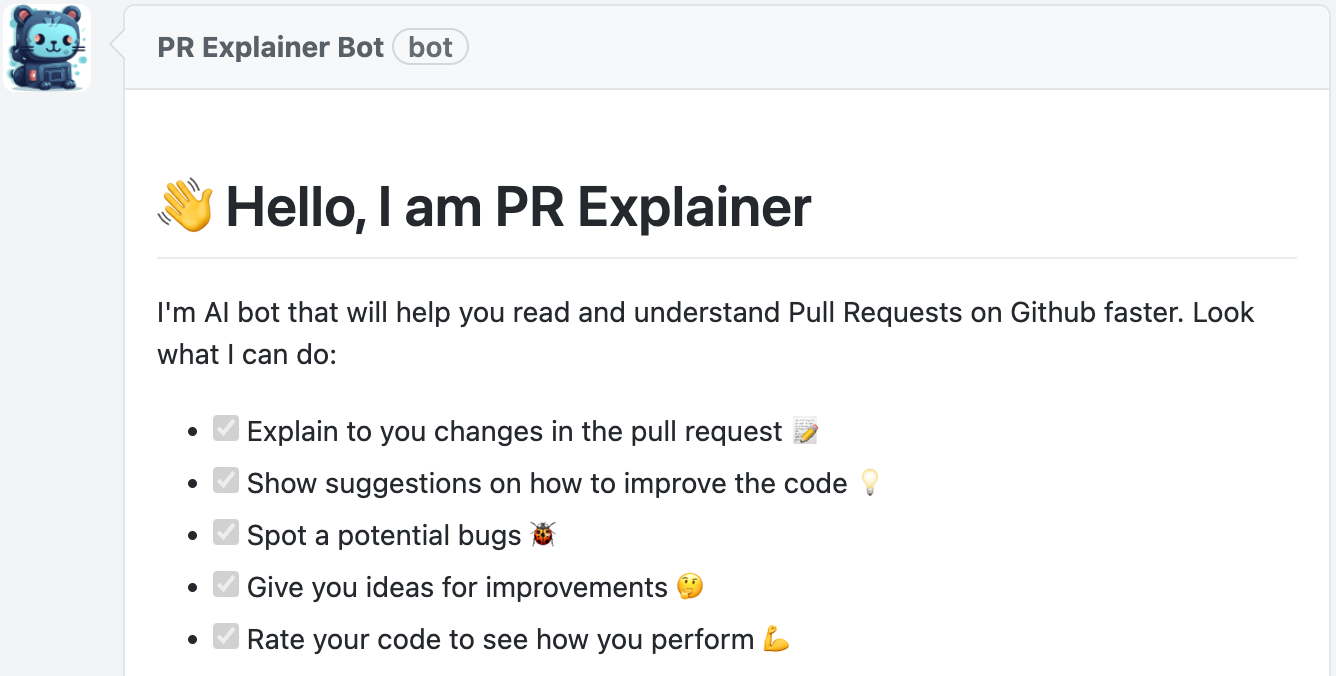 PR Explainer Bot bot
👋 Hello, I am PR Explainer
I'm AI bot that will help you read and understand Pull Requests on Github faster. Look
what I can do:
Explain to you changes in the pull request 📝
Show suggestions on how to improve the code 💡
Spot a potential bugs 🐞
Give you ideas for improvements 🤔
Rate your code to see how you perform 💪